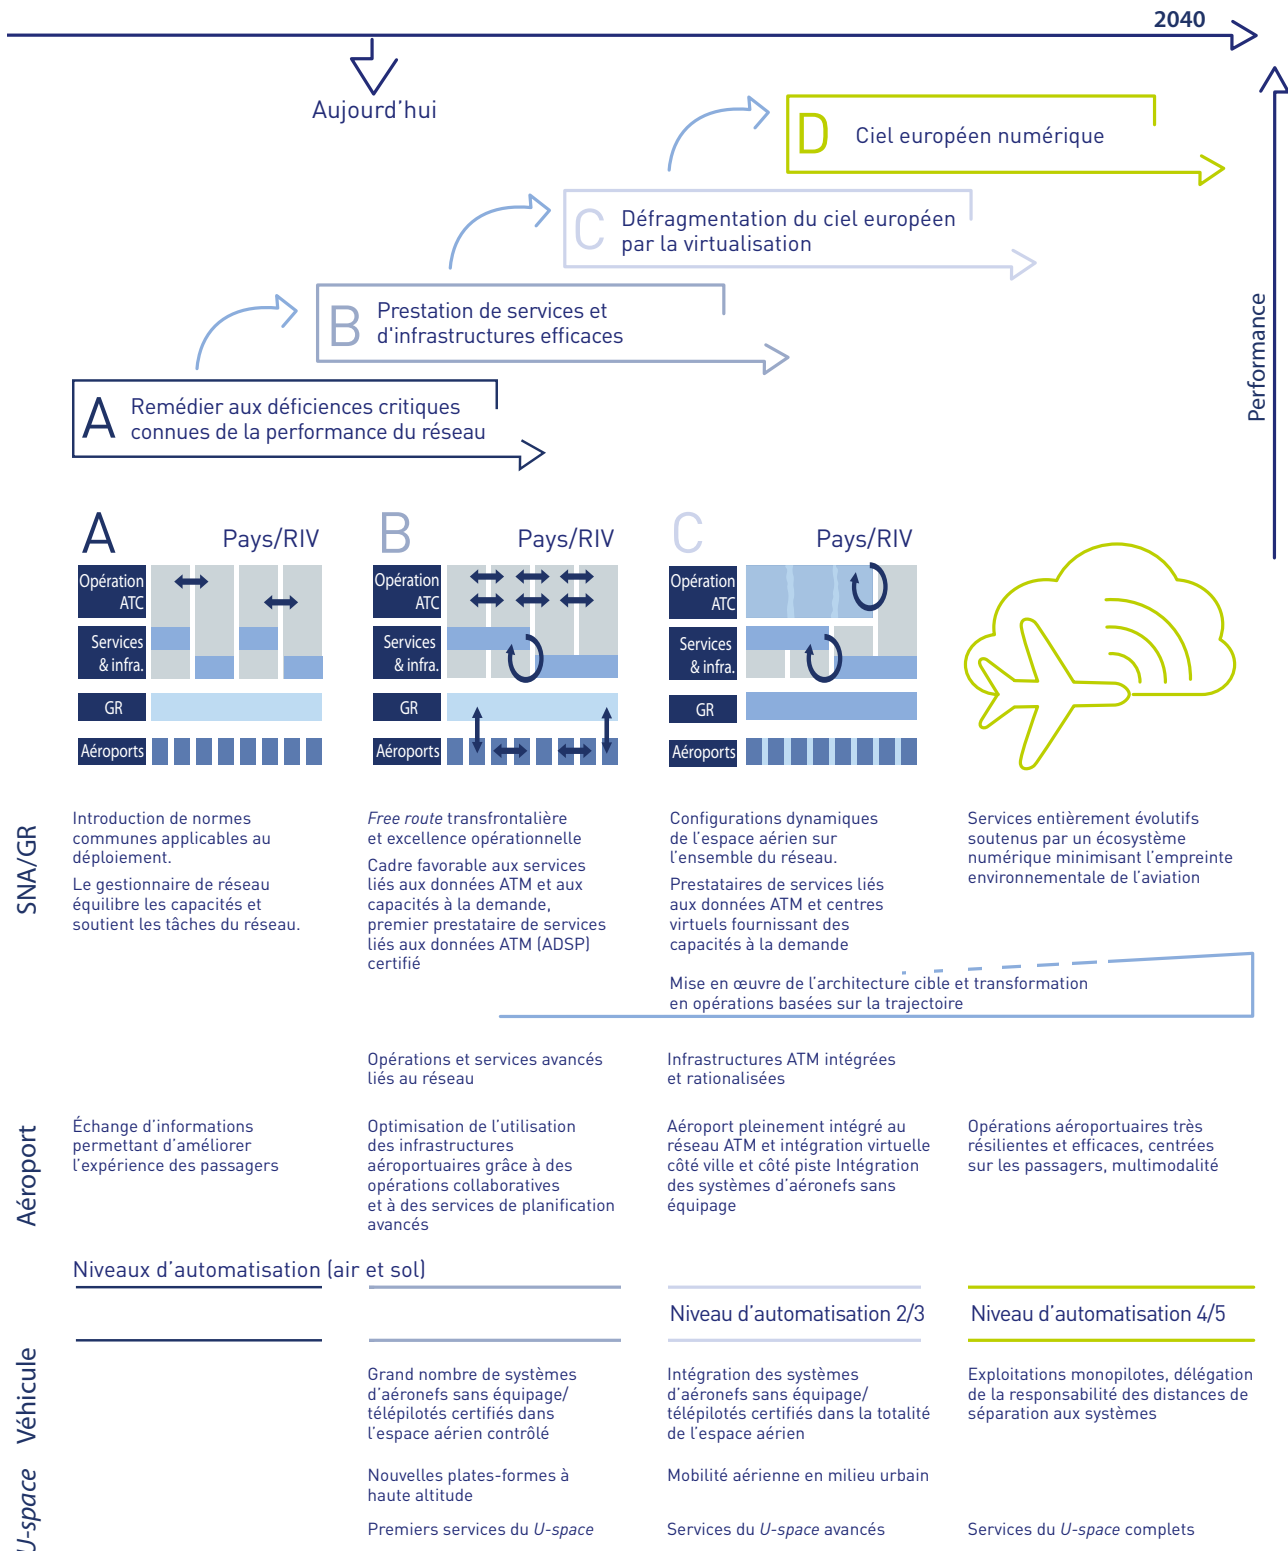 2040
Aujourd'hui
D
Ciel européen numérique
C
Défragmentation du ciel européen
par la virtualisation
B
Prestation de services et
d'infrastructures efficaces
A
Remédier aux déficiences critiques
connues de la performance du réseau
Performance
A
Pays/RIV
Opération
ATC
Services
& infra.
GR
Aéroports
B
Pays/RIV
Opération
ATC
Services
& infra.
GR
Aéroports
C
Pays/RIV
Opération
ATC
Services
& infra.
GR
Aéroports
SNA/GR
Introduction de normes
communes applicables au
déploiement.
Le gestionnaire de réseau
équilibre les capacités et
soutient les tâches du réseau.
Free route transfrontalière
et excellence opérationnelle
Cadre favorable aux services
liés aux données ATM et aux
capacités à la demande,
premier prestataire de services
liés aux données ATM (ADSP)
certifié
Configurations dynamiques
de l'espace aérien sur
l'ensemble du réseau.
Prestataires de services liés
aux données ATM et centres
virtuels fournissant des
capacités à la demande
Services entièrement évolutifs
soutenus par un écosystème
numérique minimisant l'empreinte
environnementale de l'aviation
Mise en œuvre de l'architecture cible et transformation
en opérations basées sur la trajectoire
Opérations et services avancés
liés au réseau
Infrastructures ATM intégrées
et rationalisées
Aéroport
Échange d'informations
permettant d'améliorer
l'expérience des passagers
Optimisation de l'utilisation
des infrastructures
aéroportuaires grâce à des
opérations collaboratives
et à des services de planification
avancés
Aéroport pleinement intégré au
réseau ATM et intégration virtuelle
côté ville et côté piste Intégration
des systèmes d'aéronefs sans
équipage
Opérations aéroportuaires très
résilientes et efficaces, centrées
sur les passagers, multimodalité
Niveaux d'automatisation (air et sol)
Niveau d'automatisation 2/3
Niveau d'automatisation 4/5
Véhicule
Grand nombre de systèmes
d'aéronefs sans équipage/
télépilotés certifiés dans
l'espace aérien contrôlé
Intégration des systèmes
d'aéronefs sans équipage/
télépilotés certifiés dans la totalité
de l'espace aérien
Exploitations monopilotes, délégation
de la responsabilité des distances de
séparation aux systèmes
Nouvelles plates-formes à
haute altitude
Mobilité aérienne en milieu urbain
U-space
Premiers services du U-space
Services du U-space avancés
Services du U-space complets